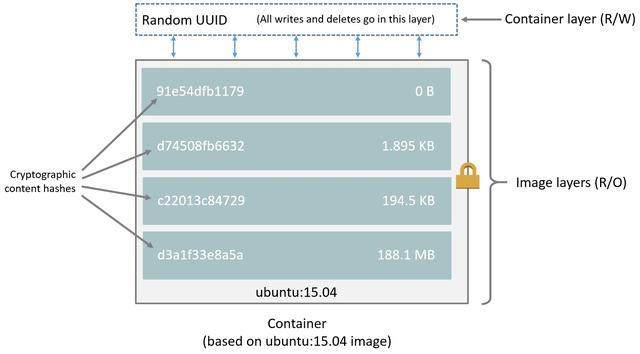 Random UUID (All writes and deletes go in this layer)
Container layer (R/W)
91e54dfb1179 0 B
d74508fb6632 1.895 KB
c22013c84729 194.5 KB
d3a1f33e8a5a 188.1 MB
ubuntu:15.04
Cryptographic
content hashes
Image layers (R/O)
Container
(based on ubuntu:15.04 image)